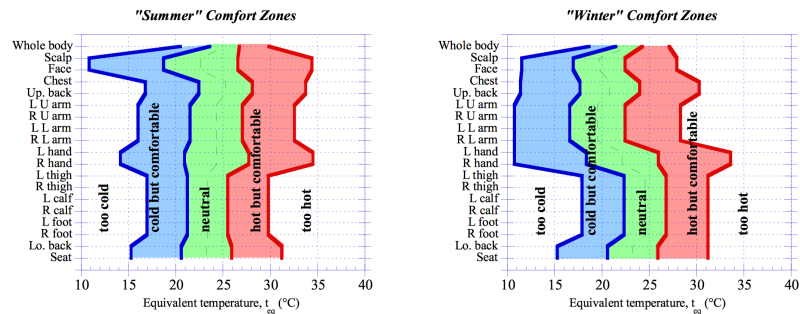 "Summer" Comfort Zones
Whole body
Scalp
Face
Chest
Up. back
L U arm
R U arm
L L arm
R L arm
L hand
R hand
L thigh
R thigh
L calf
R calf
L foot
R foot
Lo. back
Seat
too cold
cold but comfortable
neutral
hot but comfortable
too hot
10 15 20 25 30 35 40
Equivalent temperature, t eq (°C)
"Winter" Comfort Zones
Whole body
Scalp
Face
Chest
Up. back
L U arm
R U arm
L L arm
R L arm
L hand
R hand
L thigh
R thigh
L calf
R calf
L foot
R foot
Lo. back
Seat
too cold
cold but comfortable
neutral
hot but comfortable
too hot
10 15 20 25 30 35 40
Equivalent temperature, t eq (°C)